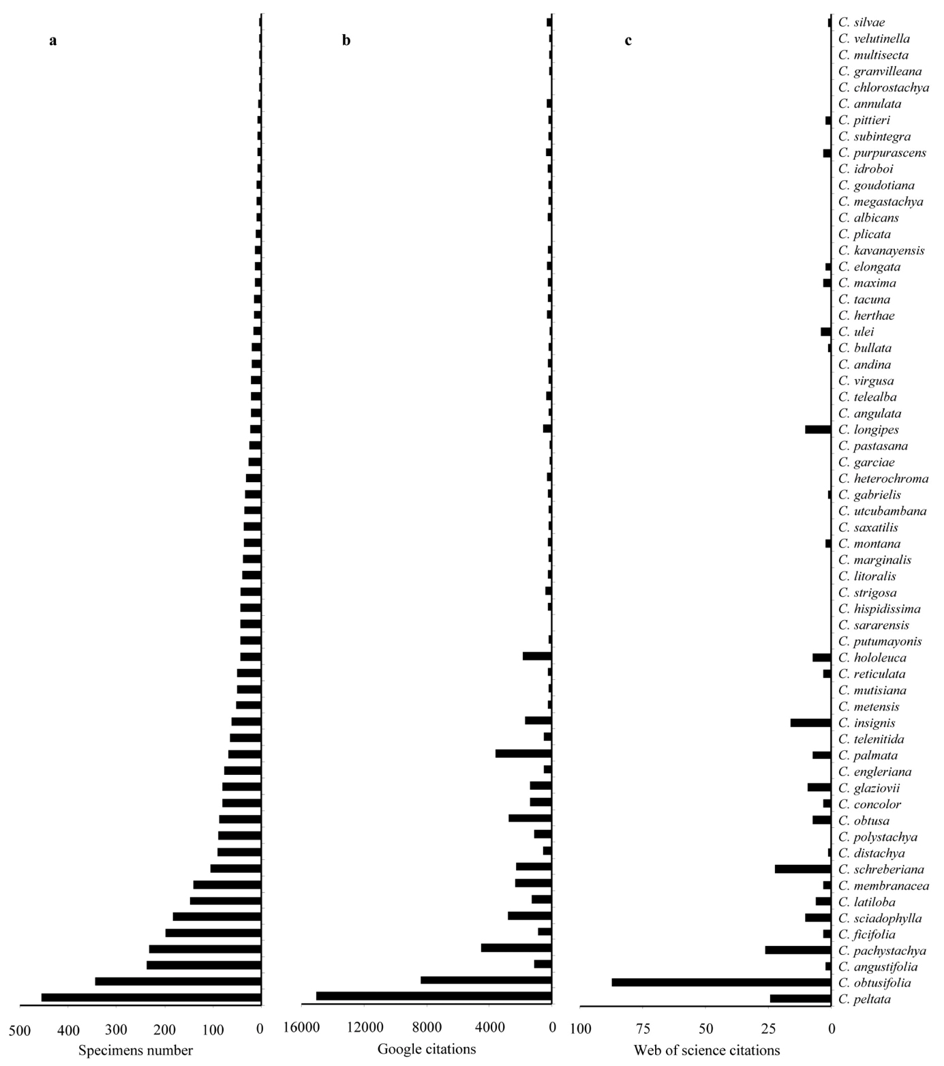 a
b
c
C. silvae
C. velutinella
C. multisecta
C. granvilleana
C. chlorostachya
C. annulata
C. pittieri
C. subintegra
C. purpurascens
C. idroboi
C. goudotiana
C. megastachya
C. albicans
C. plicata
C. kavanayensis
C. elongata
C. maxima
C. tacuna
C. herthae
C. ulei
C. bullata
C. andina
C. virgusa
C. telealba
C. angulata
C. longipes
C. pastasana
C. garciae
C. heterochroma
C. gabrielis
C. utcubambana
C. saxatilis
C. montana
C. marginalis
C. litoralis
C. strigosa
C. hispidissima
C. sararensis
C. putumayonis
C. hololeuca
C. reticulata
C. mutisiana
C. metensis
C. insignis
C. telenitida
C. palmata
C. engleriana
C. glaziovii
C. concolor
C. obtusa
C. polystachya
C. distachya
C. schreberiana
C. membranacea
C. latiloba
C. sciadophylla
C. ficifolia
C. pachystachya
C. angustifolia
C. obtusifolia
C. peltata
500 400 300 200 100 0
Specimens number
16000 12000 8000 4000 0
Google citations
100 75 50 25 0
Web of science citations